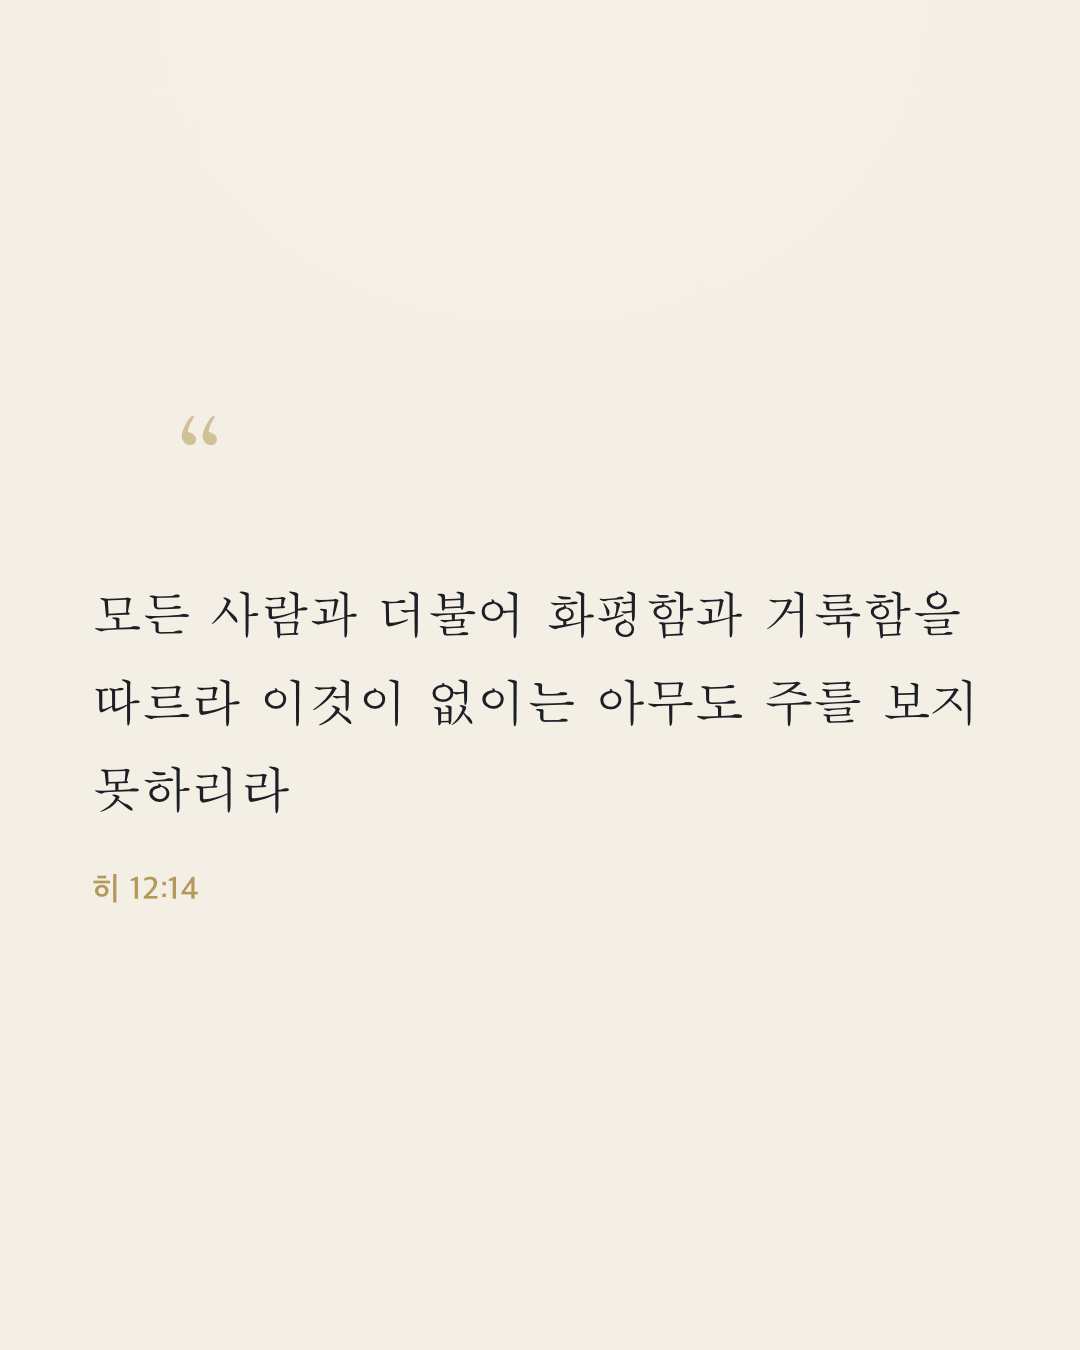 “
모든 사람과 더불어 화평함과 거룩함을
따르라 이것이 없이는 아무도 주를 보지
못하리라
히 12:14